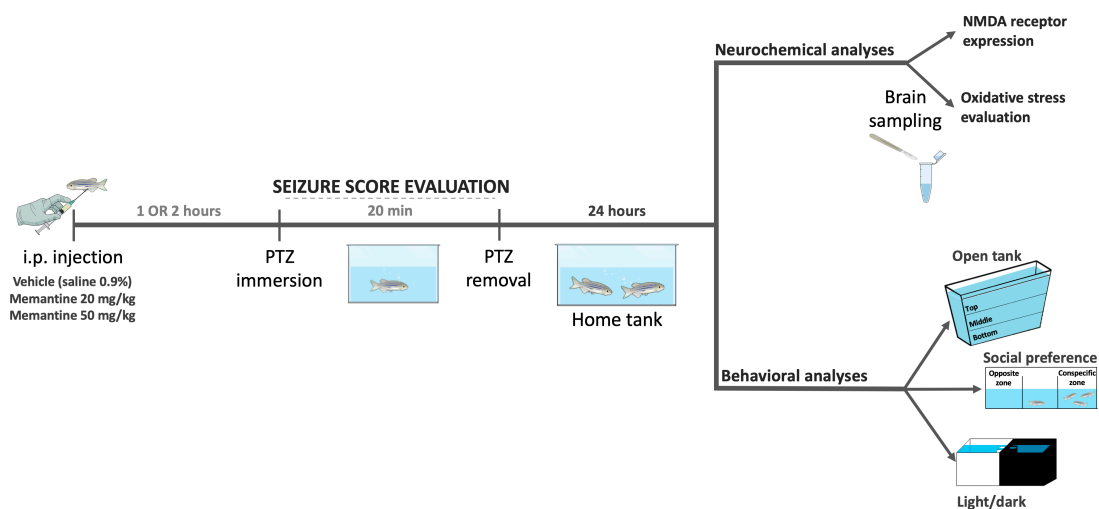 Neurochemical analyses
NMDA receptor
expression
Oxidative stress
evaluation
Brain
sampling
SEIZURE SCORE EVALUATION
1 OR 2 hours
20 min
24 hours
i.p. injection
Vehicle (saline 0.9%)
Memantine 20 mg/kg
Memantine 50 mg/kg
PTZ
immersion
PTZ
removal
Home tank
Behavioral analyses
Open tank
Top
Middle
Bottom
Social preference
Opposite
zone
Conspecific
zone
Light/dark